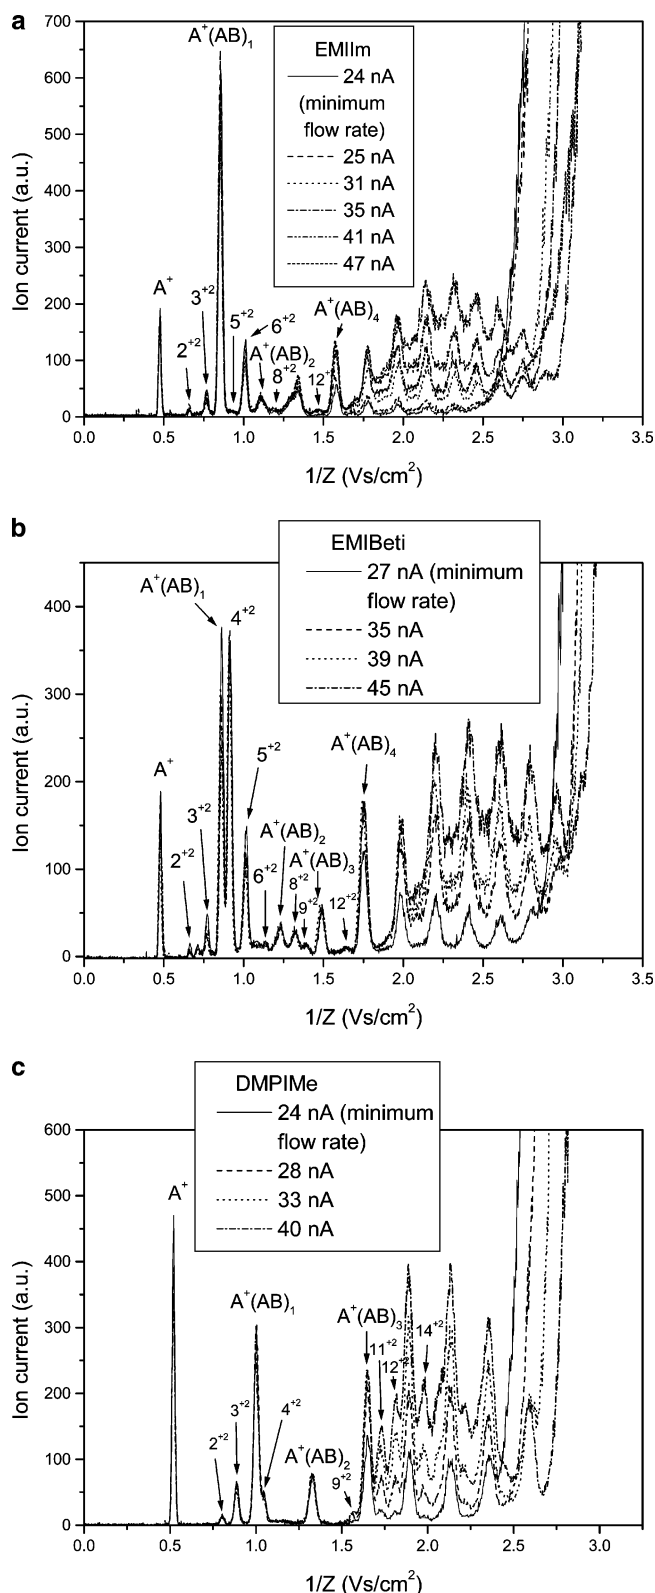 a
A⁺(AB)₁
EMIIm
24 nA
(minimum
flow rate)
25 nA
31 nA
35 nA
41 nA
47 nA
A⁺
2⁺²
3⁺²
5⁺²
6⁺²
A⁺(AB)₂
8⁺²
12⁺²
A⁺(AB)₄
Ion current (a.u.)
700
600
500
400
300
200
100
0
0.0 0.5 1.0 1.5 2.0 2.5 3.0 3.5
1/Z (Vs/cm²)
b
EMIBeti
27 nA (minimum
flow rate)
35 nA
39 nA
45 nA
A⁺(AB)₁
4⁺²
A⁺
5⁺²
2⁺²
3⁺²
6⁺²
A⁺(AB)₂
8⁺²
A⁺(AB)₃
9⁺²
12⁺²
A⁺(AB)₄
Ion current (a.u.)
400
300
200
100
0
0.0 0.5 1.0 1.5 2.0 2.5 3.0 3.5
1/Z (Vs/cm²)
c
DMPIMe
24 nA (minimum
flow rate)
28 nA
33 nA
40 nA
A⁺
2⁺²
3⁺²
A⁺(AB)₁
4⁺²
A⁺(AB)₂
9⁺²
A⁺(AB)₃
11⁺²
12⁺²
14⁺²
Ion current (a.u.)
600
500
400
300
200
100
0
0.0 0.5 1.0 1.5 2.0 2.5 3.0
1/Z (Vs/cm²)